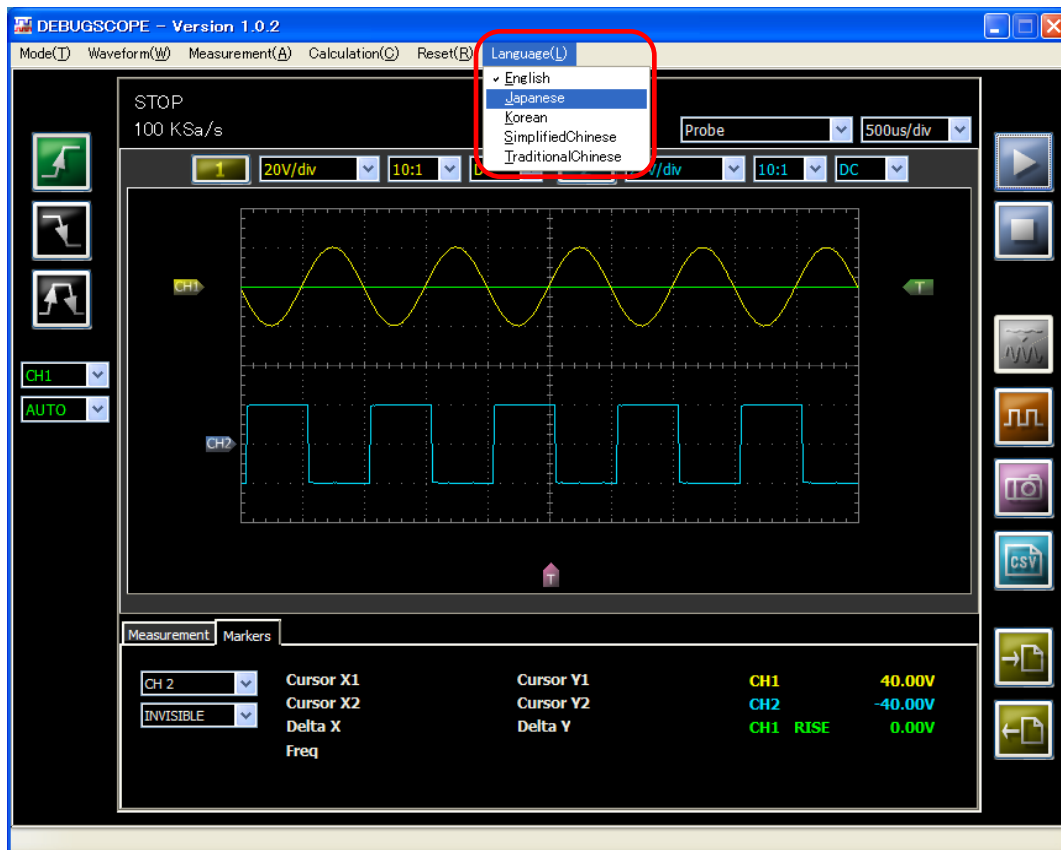 DEBUGSCOPE - Version 1.0.2
Mode(T) Waveform(W) Measurement(A) Calculation(C) Reset(R) Language(L)
English
Japanese
Korean
SimplifiedChinese
TraditionalChinese
STOP
100 KSa/s
Probe 500us/div
1 20V/div 10:1 10:1 DC
CH1 T
CH1
AUTO
CH2
T
CSV
Measurement Markers
CH 2 Cursor X1 Cursor Y1 CH1 40.00V
INVISIBLE Cursor X2 Cursor Y2 CH2 -40.00V
Delta X Delta Y CH1 RISE 0.00V
Freq